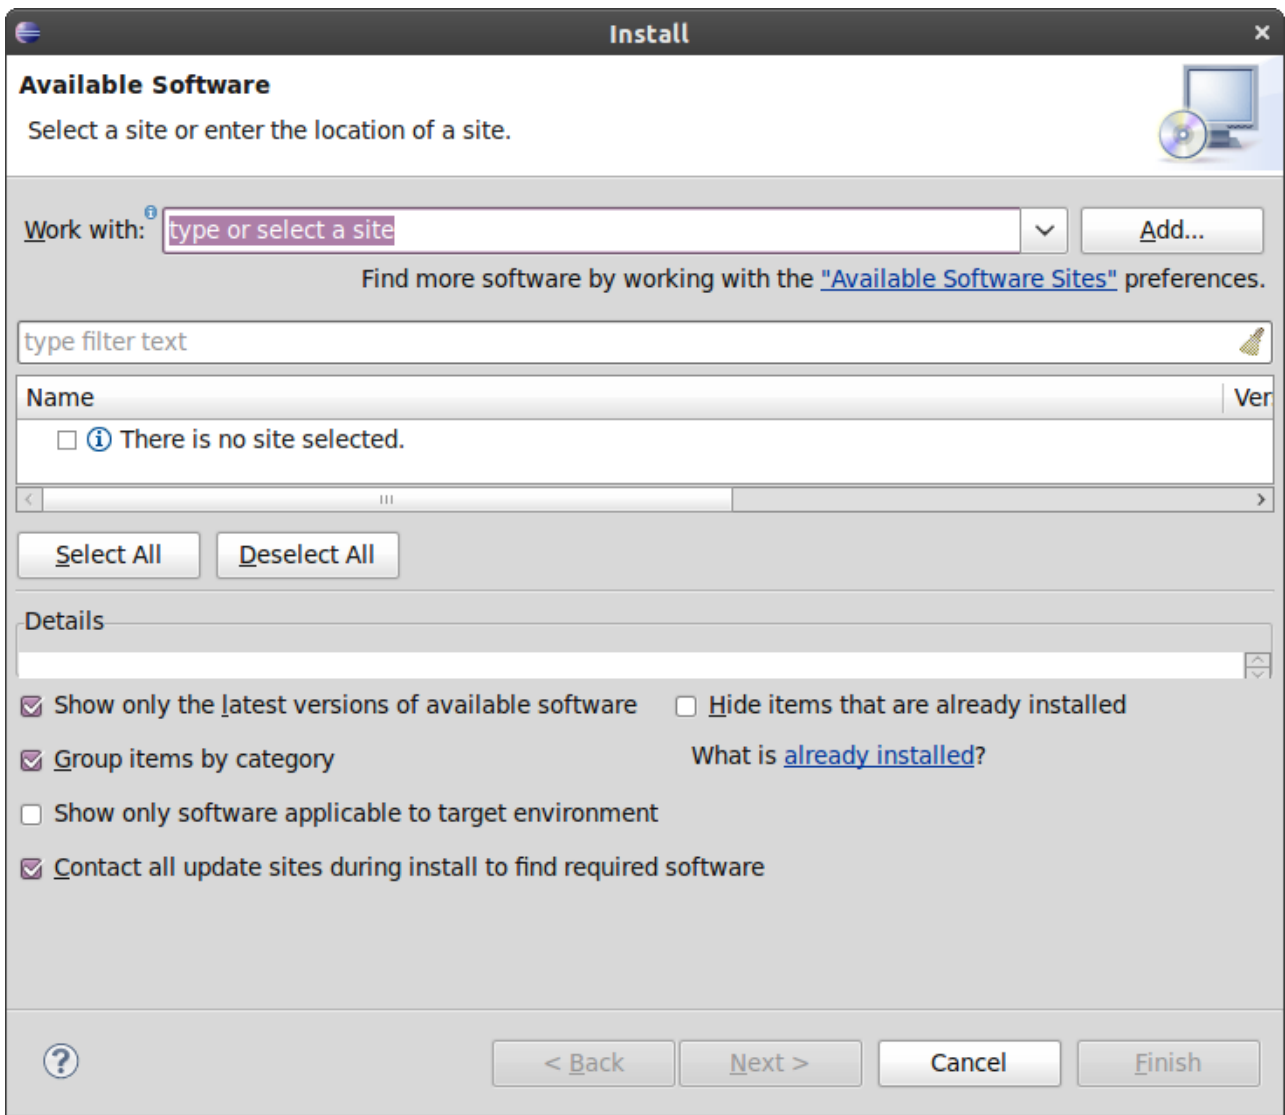 Install
Available Software
Select a site or enter the location of a site.
Work with: type or select a site Add...
Find more software by working with the "Available Software Sites" preferences.
type filter text
Name Ver
There is no site selected.
Select All Deselect All
Details
Show only the latest versions of available software Hide items that are already installed
Group items by category What is already installed?
Show only software applicable to target environment
Contact all update sites during install to find required software
< Back Next > Cancel Finish